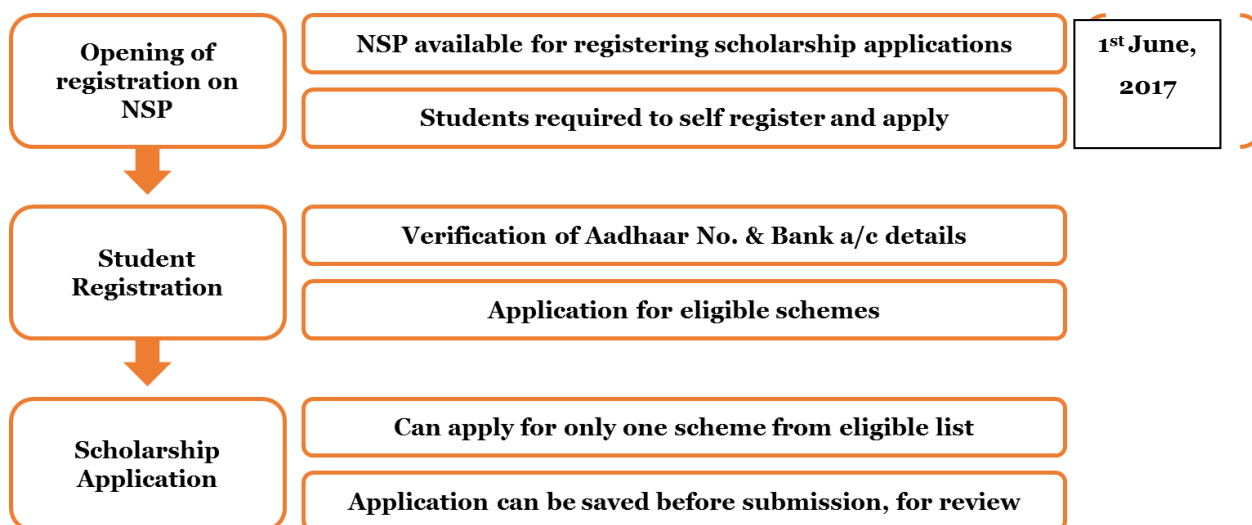 Opening of
registration on
NSP
NSP available for registering scholarship applications
Students required to self register and apply
1st June,
2017
Student
Registration
Verification of Aadhaar No. & Bank a/c details
Application for eligible schemes
Scholarship
Application
Can apply for only one scheme from eligible list
Application can be saved before submission, for review